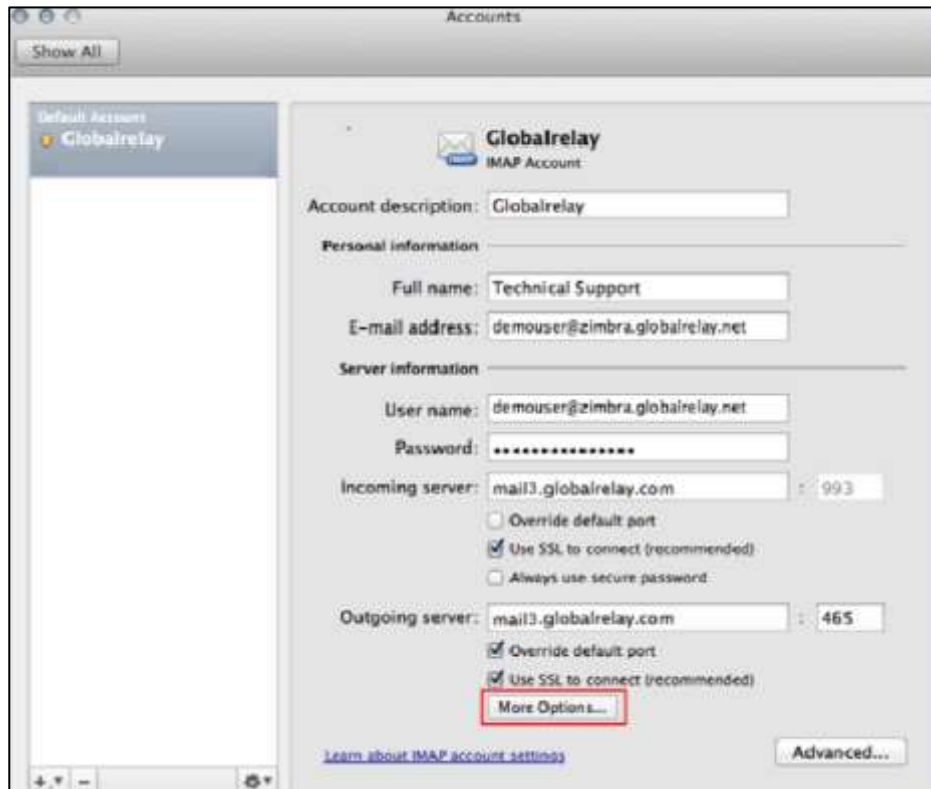 Accounts
Show All
Default Account
Globalrelay
Globalrelay
IMAP Account
Account description: Globalrelay
Personal information
Full name: Technical Support
E-mail address: demouser@zimbra.globalrelay.net
Server information
User name: demouser@zimbra.globalrelay.net
Password: •••••••••••••••
Incoming server: mail3.globalrelay.com : 993
Override default port
Use SSL to connect (recommended)
Always use secure password
Outgoing server: mail3.globalrelay.com : 465
Override default port
Use SSL to connect (recommended)
More Options...
Learn about IMAP account settings
Advanced...